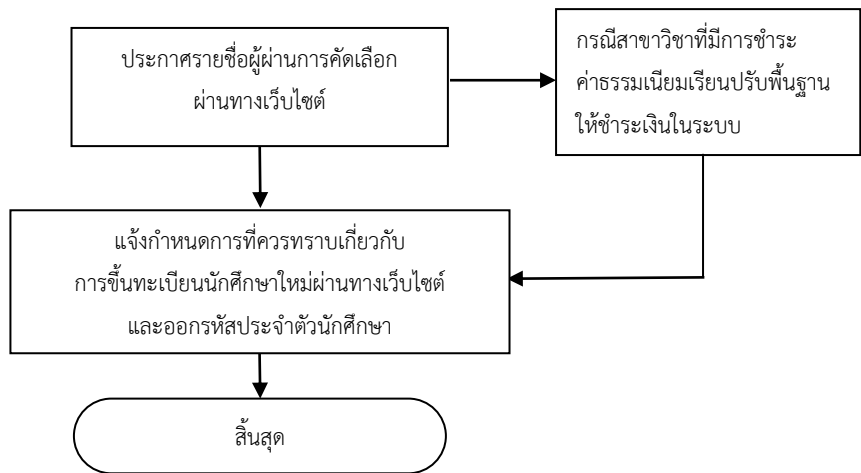 ประกาศรายชื่อผู้ผ่านการคัดเลือก
ผ่านทางเว็บไซต์
กรณีสาขาวิชาที่มีการชำระ
ค่าธรรมเนียมเรียนปรับพื้นฐาน
ให้ชำระเงินในระบบ
แจ้งกำหนดการที่ควรทราบเกี่ยวกับ
การขึ้นทะเบียนนักศึกษาใหม่ผ่านทางเว็บไซต์
และออกรหัสประจำตัวนักศึกษา
สิ้นสุด